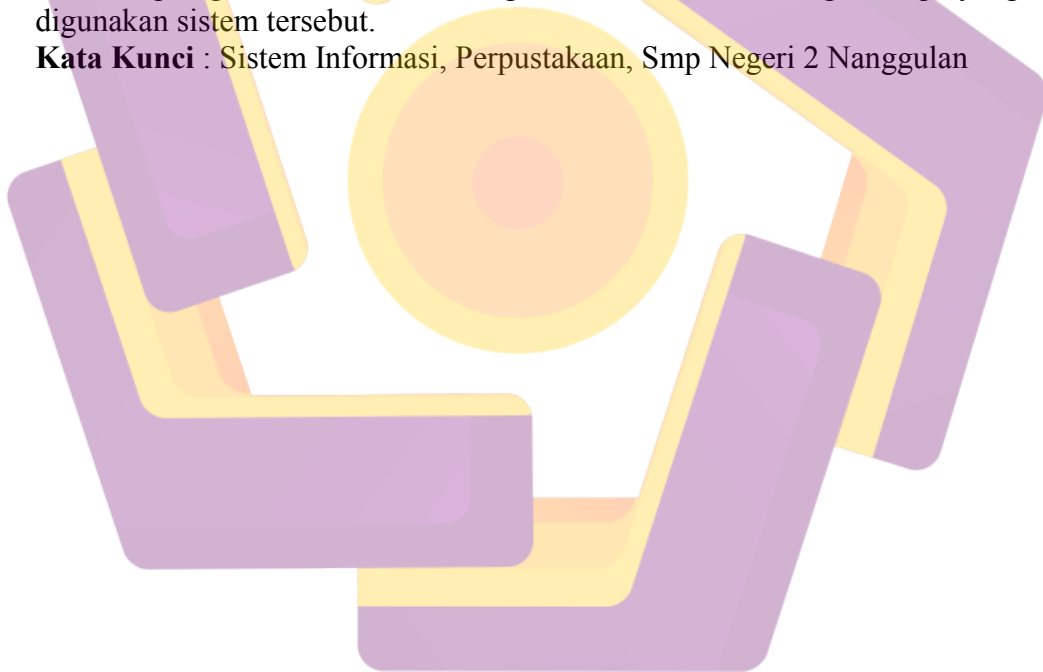 digunakan sistem tersebut.
Kata Kunci : Sistem Informasi, Perpustakaan, Smp Negeri 2 Nanggulan